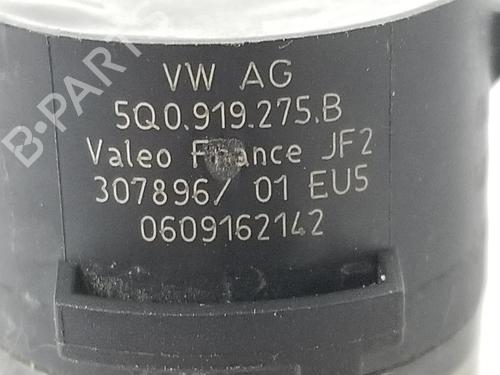 B-PARTS
VW AG
5Q0.919.275.B
Valeo France JF2
307896/ 01 EU5
0609162142